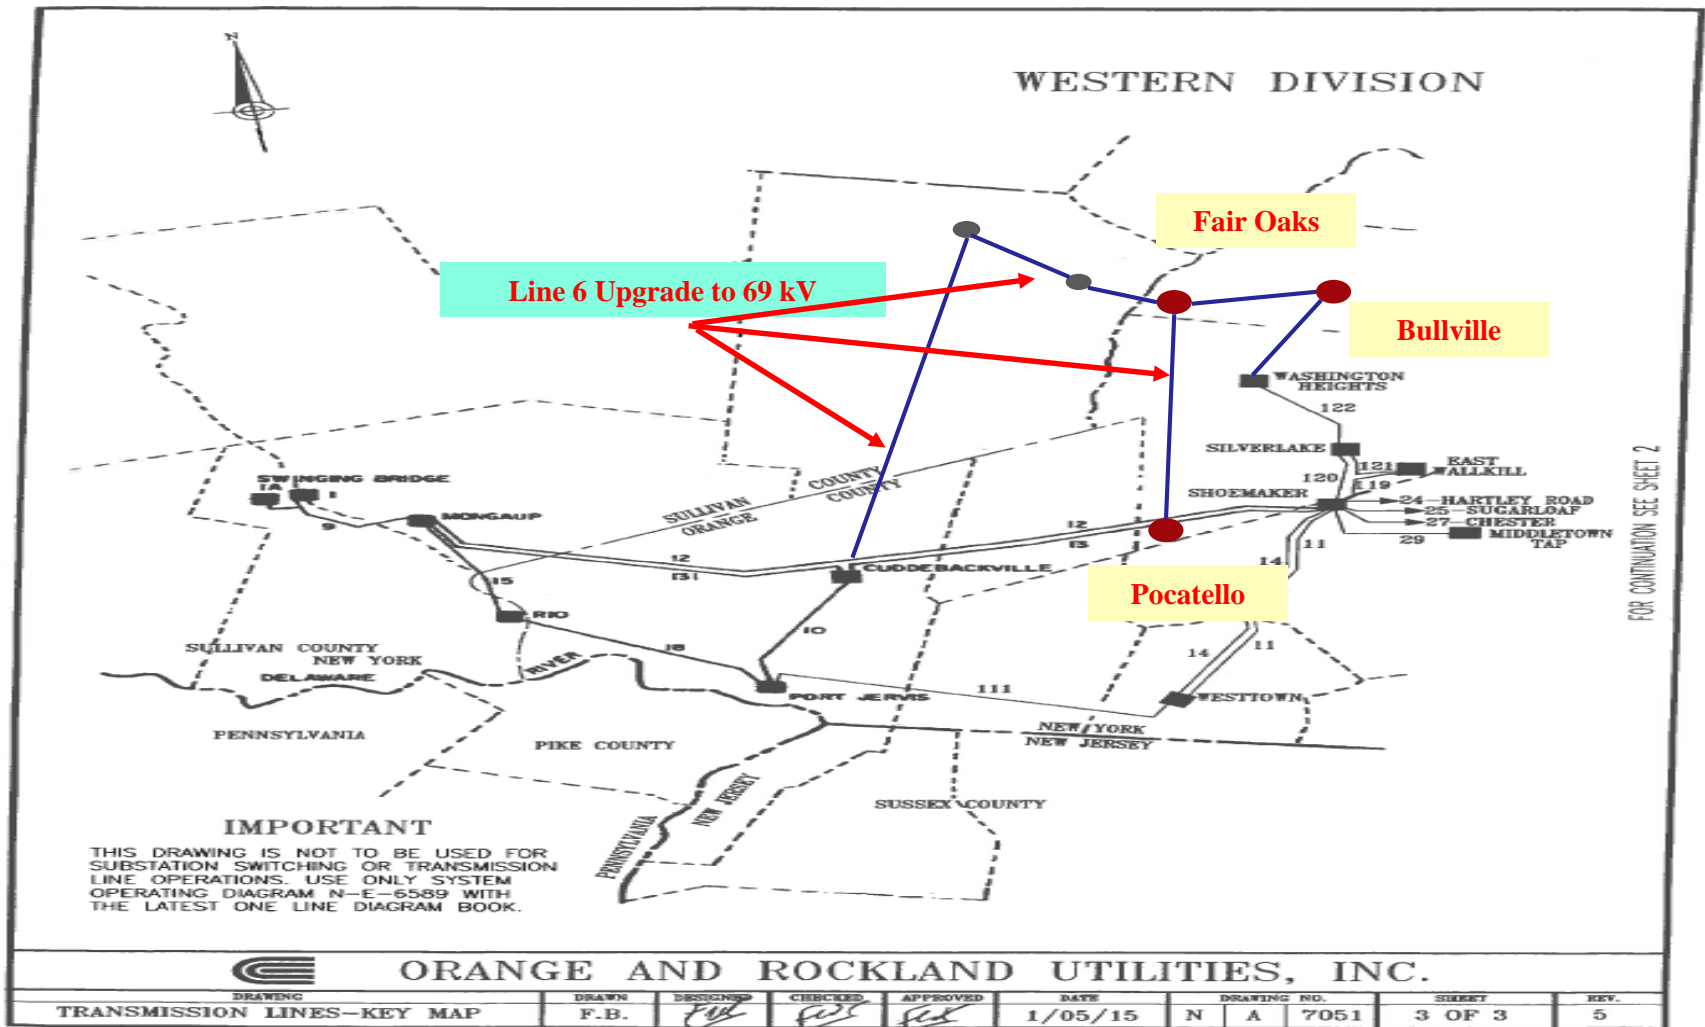 N
WESTERN DIVISION
Fair Oaks
Line 6 Upgrade to 69 kV
Bullville
WASHINGTON
HEIGHTS
122
SILVERLAKE
121
EAST
WALLKILL
120
119
SHOEMAKER
24-HARTLEY ROAD
25-SUGARLOAF
27-CHESTER
29
MIDDLETOWN
TAP
FOR CONTINUATION SEE SHEET 2
SWINGING BRIDGE
1A
1
9
MONGAUP
SULLIVAN COUNTY
ORANGE COUNTY
12
13
12
131
CUDDEBACKVILLE
14
11
15
RIO
Pocatello
10
18
SULLIVAN COUNTY
NEW YORK
DELAWARE
RIVER
14
11
PORT JERVIS
111
WESTTOWN
NEW YORK
NEW JERSEY
PENNSYLVANIA
PIKE COUNTY
NEW JERSEY
PENNSYLVANIA
SUSSEX COUNTY
IMPORTANT
THIS DRAWING IS NOT TO BE USED FOR
SUBSTATION SWITCHING OR TRANSMISSION
LINE OPERATIONS. USE ONLY SYSTEM
OPERATING DIAGRAM N-E-6589 WITH
THE LATEST ONE LINE DIAGRAM BOOK.
ORANGE AND ROCKLAND UTILITIES, INC.
DRAWING
TRANSMISSION LINES-KEY MAP
DRAWN
F.B.
DESIGNED
CHECKED
APPROVED
DATE
1/05/15
DRAWING NO.
N A 7051
SHEET
3 OF 3
REV.
5